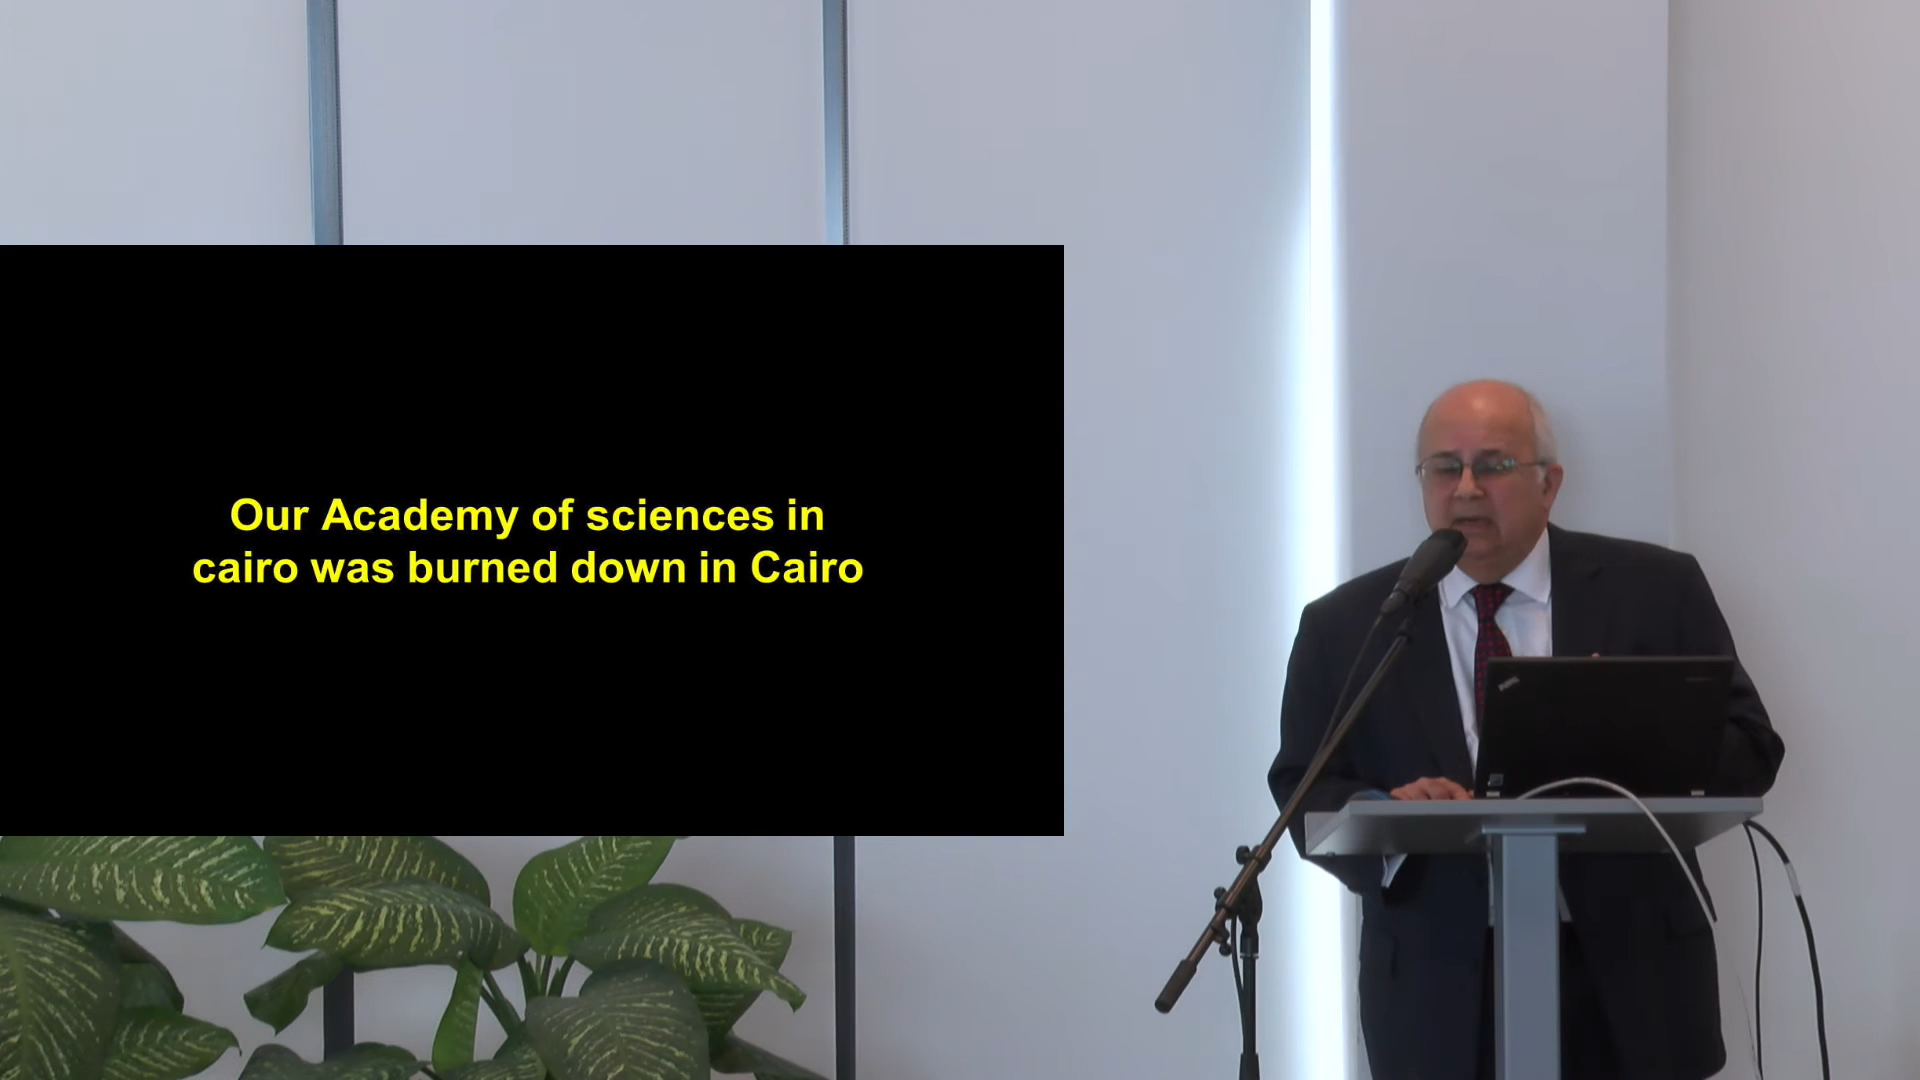 Our Academy of sciences in
cairo was burned down in Cairo